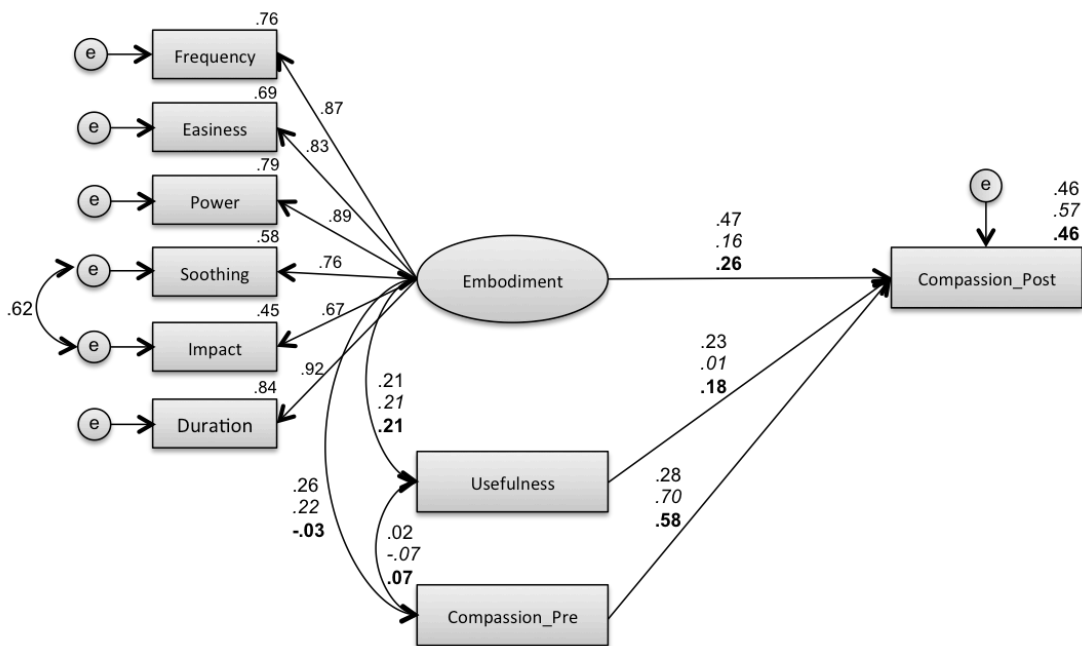 .76
e
Frequency
.87
.69
e
Easiness
.83
.79
e
Power
.89
.58
e
Soothing
.76
.62
.45
e
Impact
.67
.84
e
Duration
.92
Embodiment
.47
.16
.26
e
.46
.57
.46
Compassion_Post
.21
.21
.21
.23
.01
.18
Usefulness
.26
.22
-.03
.02
-.07
.07
.28
.70
.58
Compassion_Pre